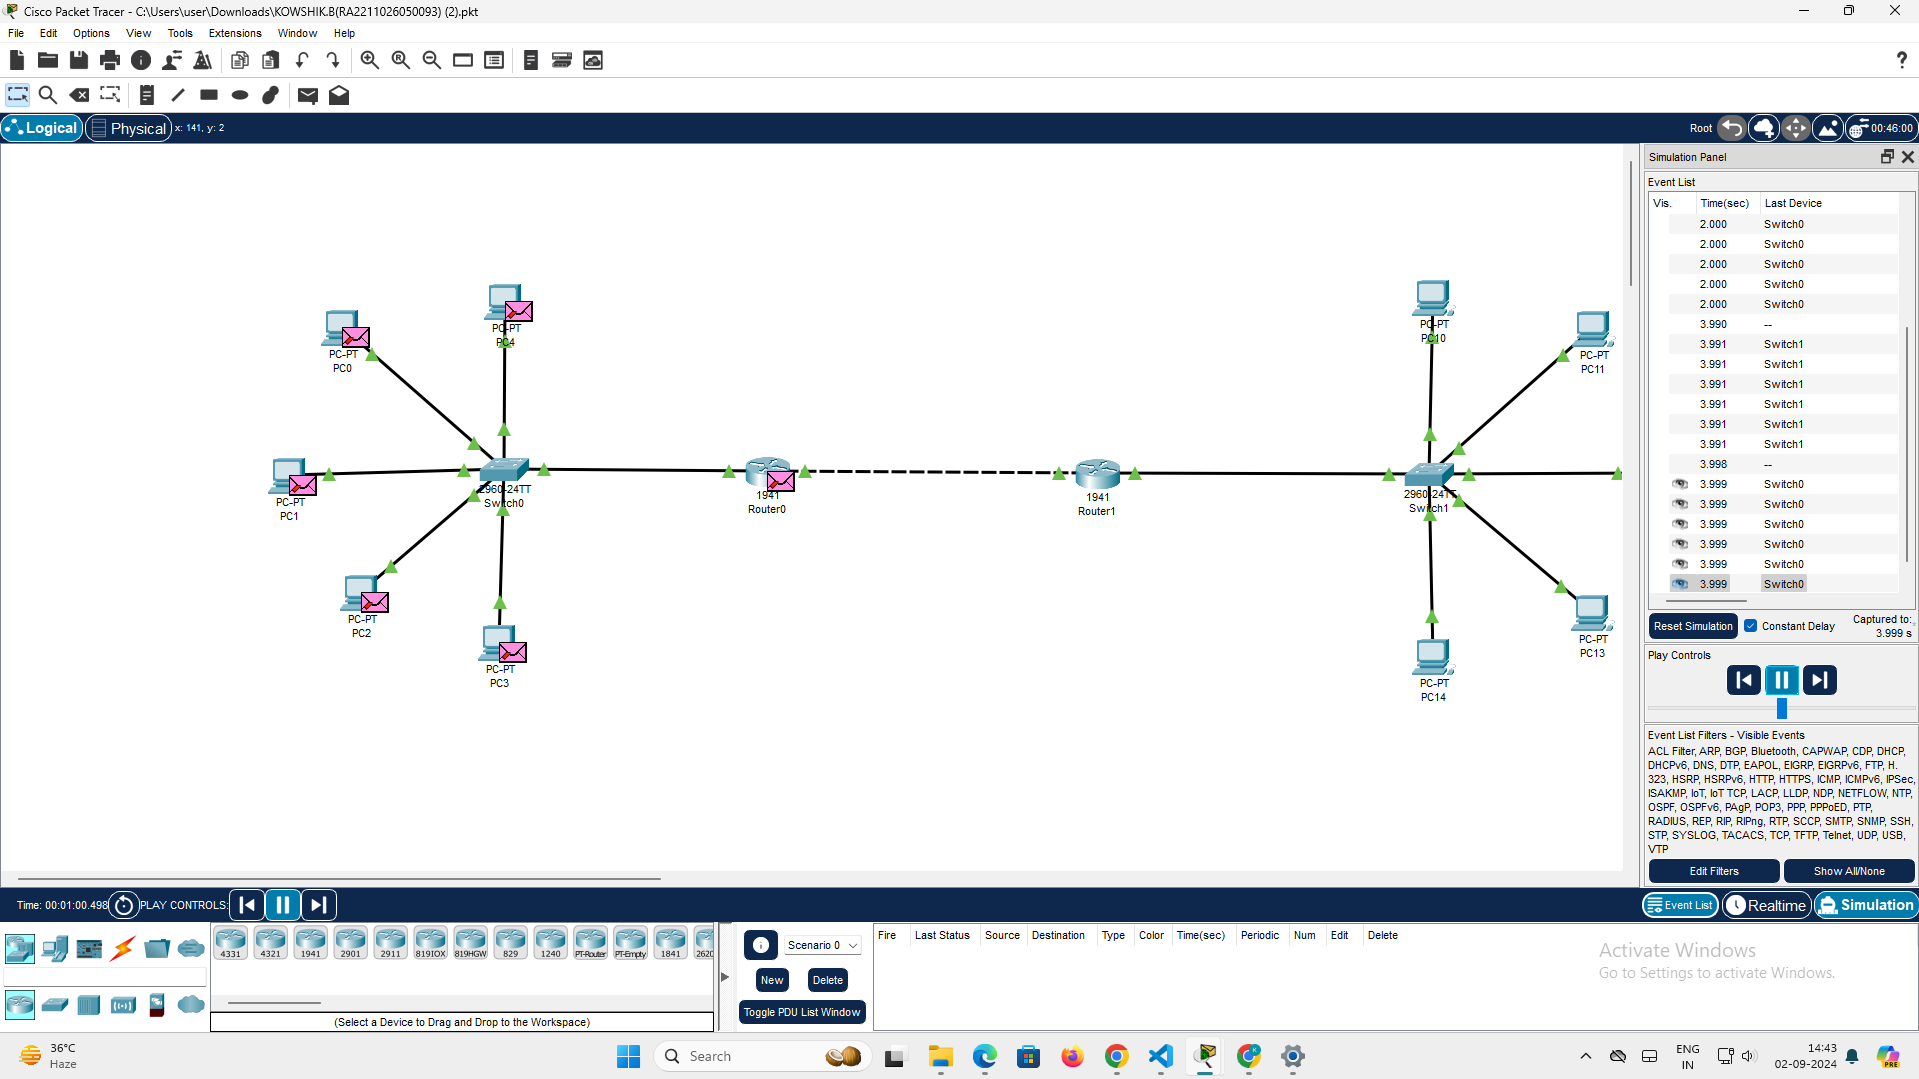 Cisco Packet Tracer - C:\Users\user\Downloads\KOWSHIK.B(RA2211026050093) (2).pkt
File Edit Options View Tools Extensions Window Help
Logical Physical x: 141, y: 2
Root 00:46:00
Simulation Panel
Event List
Vis. Time(sec) Last Device
2.000 Switch0
2.000 Switch0
2.000 Switch0
2.000 Switch0
2.000 Switch0
3.990 --
3.991 Switch1
3.991 Switch1
3.991 Switch1
3.991 Switch1
3.991 Switch1
3.991 Switch1
3.998 --
3.999 Switch0
3.999 Switch0
3.999 Switch0
3.999 Switch0
3.999 Switch0
3.999 Switch0
Reset Simulation Constant Delay Captured to:
3.999 s
Play Controls
Event List Filters - Visible Events
ACL Filter, ARP, BGP, Bluetooth, CAPWAP, CDP, DHCP,
DHCPv6, DNS, DTP, EAPOL, EIGRP, EIGRPv6, FTP, H.
323, HSRP, HSRPv6, HTTP, HTTPS, ICMP, ICMPv6, IPSec,
ISAKMP, IoT, IoT TCP, LACP, LLDP, NDP, NETFLOW, NTP,
OSPF, OSPFv6, PAgP, POP3, PPP, PPPoED, PTP,
RADIUS, REP, RIP, RIPng, RTP, SCCP, SMTP, SNMP, SSH,
STP, SYSLOG, TACACS, TCP, TFTP, Telnet, UDP, USB,
VTP
Edit Filters Show All/None
PC-PT
PC4
PC-PT
PC0
PC-PT
PC1
2960-24TT
Switch0
PC-PT
PC2
PC-PT
PC3
1941
Router0
1941
Router1
PC-PT
PC10
PC-PT
PC11
2960-24TT
Switch1
PC-PT
PC13
PC-PT
PC14
Time: 00:01:00.498 PLAY CONTROLS:
Event List Realtime Simulation
4331 4321 1941 2901 2911 819IOX 819HGW 829 1240 PT-Router PT-Empty 1841 2620
(Select a Device to Drag and Drop to the Workspace)
Scenario 0
New Delete
Toggle PDU List Window
Fire Last Status Source Destination Type Color Time(sec) Periodic Num Edit Delete
Activate Windows
Go to Settings to activate Windows.
36°C
Haze
Search
ENG
IN
14:43
02-09-2024
PRE